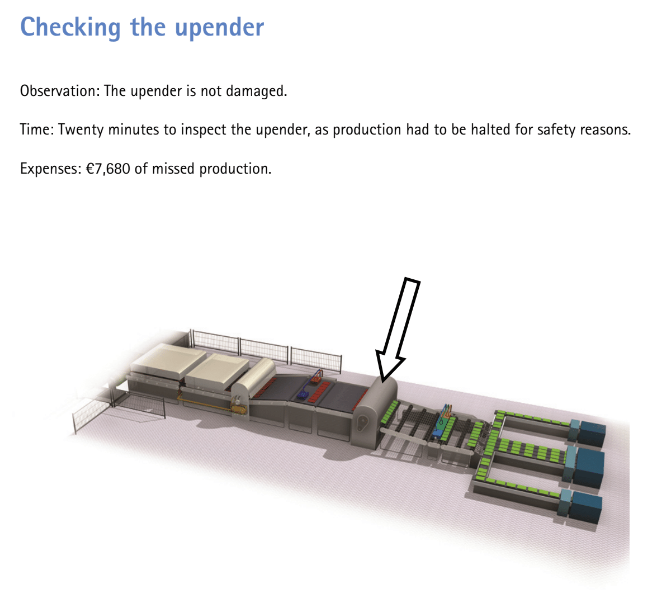 Checking the upender
Observation: The upender is not damaged.
Time: Twenty minutes to inspect the upender, as production had to be halted for safety reasons.
Expenses: €7,680 of missed production.